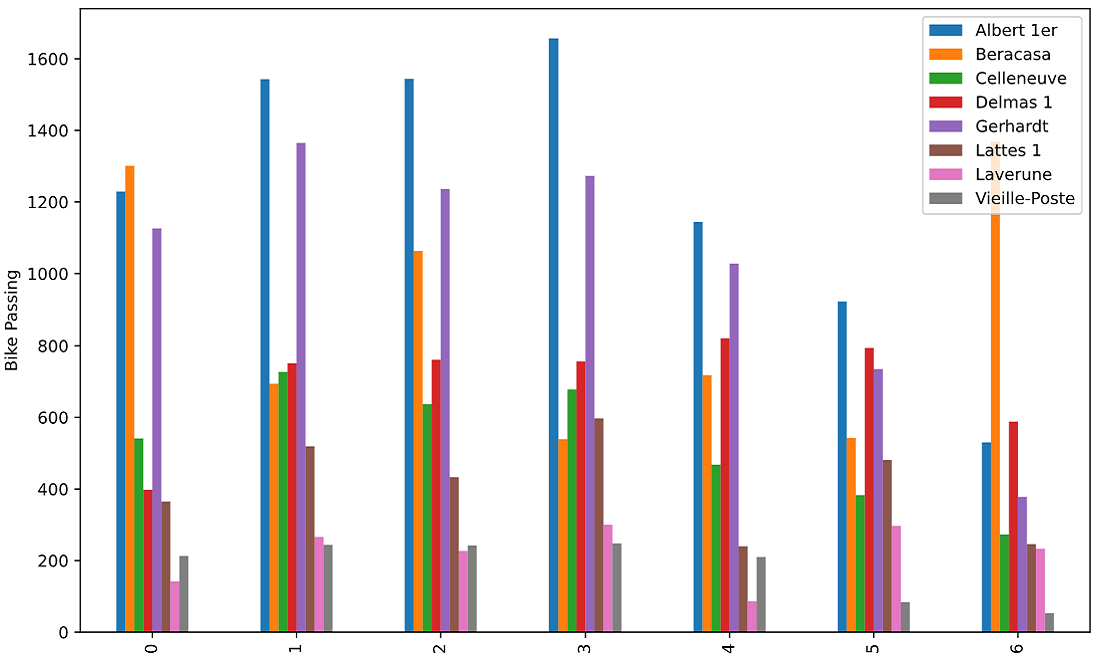 Bike Passing
1600
1400
1200
1000
800
600
400
200
0
0
1
2
3
4
5
6
Albert 1er
Beracasa
Celleneuve
Delmas 1
Gerhardt
Lattes 1
Laverune
Vieille-Poste